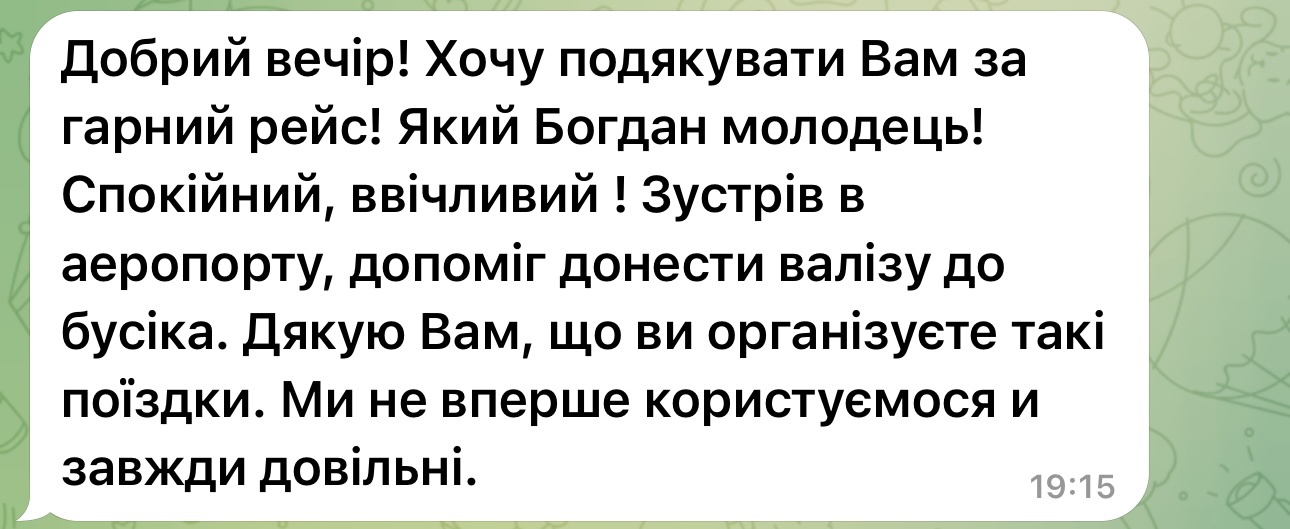 Добрий вечір! Хочу подякувати Вам за
гарний рейс! Який Богдан молодець!
Спокійний, ввічливий ! Зустрів в
аеропорту, допоміг донести валізу до
бусіка. Дякую Вам, що ви організуєте такі
поїздки. Ми не вперше користуємося и
завжди довільні.
19:15